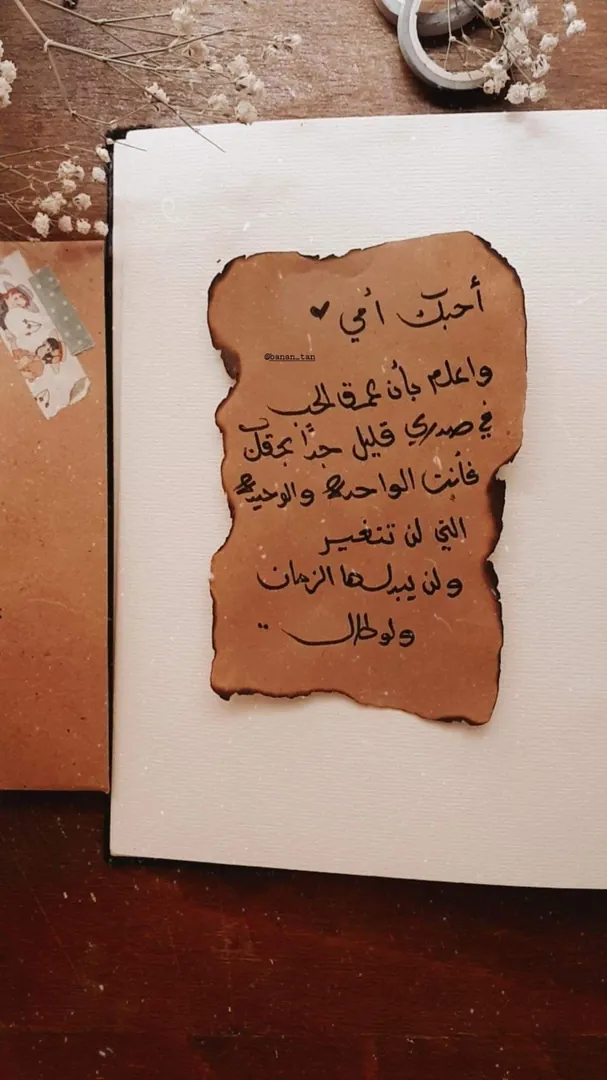 أحبك أمي ♥
@banan_tan
واعلم بأن عمق الحب
في صدري قليل جدًا بحقك
فأنت الواحدة والوحيدة
التي لن تتغير
ولن يبدلها الزمان
ولو طال ..